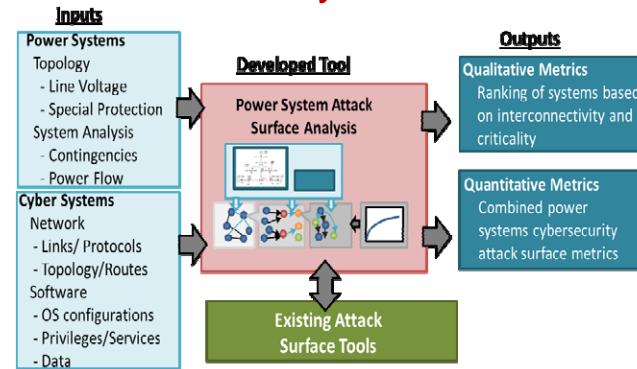 Inputs
Power Systems
Topology
- Line Voltage
- Special Protection
System Analysis
- Contingencies
- Power Flow
Cyber Systems
Network
- Links/ Protocols
- Topology/Routes
Software
- OS configurations
- Privileges/Services
- Data
Developed Tool
Power System Attack
Surface Analysis
Existing Attack
Surface Tools
Outputs
Qualitative Metrics
Ranking of systems based
on interconnectivity and
criticality
Quantitative Metrics
Combined power
systems cybersecurity
attack surface metrics